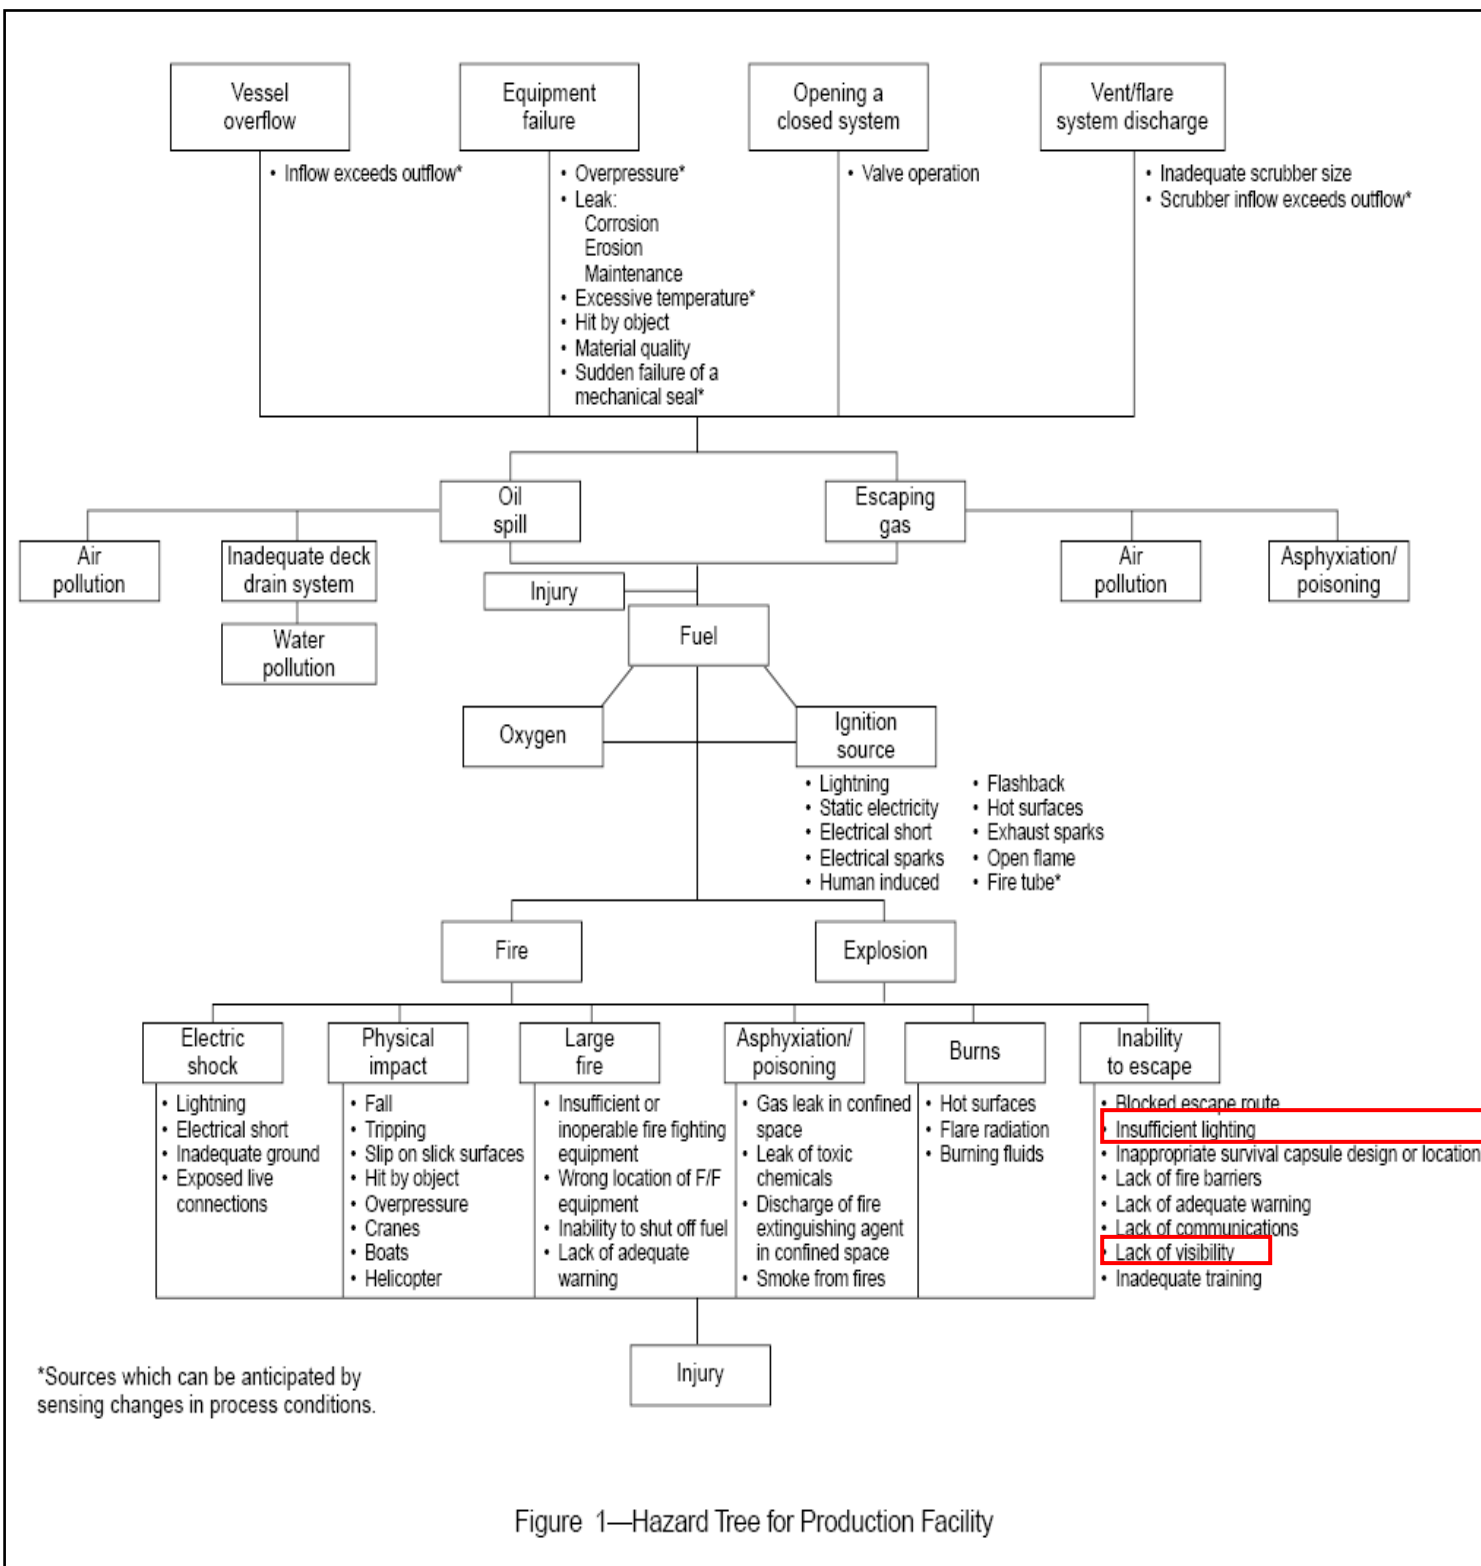 Vessel
overflow
Equipment
failure
Opening a
closed system
Vent/flare
system discharge
• Inflow exceeds outflow*
• Overpressure*
• Leak:
Corrosion
Erosion
Maintenance
• Excessive temperature*
• Hit by object
• Material quality
• Sudden failure of a
mechanical seal*
• Valve operation
• Inadequate scrubber size
• Scrubber inflow exceeds outflow*
Oil
spill
Escaping
gas
Air
pollution
Inadequate deck
drain system
Water
pollution
Injury
Air
pollution
Asphyxiation/
poisoning
Fuel
Oxygen
Ignition
source
• Lightning
• Static electricity
• Electrical short
• Electrical sparks
• Human induced
• Flashback
• Hot surfaces
• Exhaust sparks
• Open flame
• Fire tube*
Fire
Explosion
Electric
shock
• Lightning
• Electrical short
• Inadequate ground
• Exposed live
connections
Physical
impact
• Fall
• Tripping
• Slip on slick surfaces
• Hit by object
• Overpressure
• Cranes
• Boats
• Helicopter
Large
fire
• Insufficient or
inoperable fire fighting
equipment
• Wrong location of F/F
equipment
• Inability to shut off fuel
• Lack of adequate
warning
Asphyxiation/
poisoning
• Gas leak in confined
space
• Leak of toxic
chemicals
• Discharge of fire
extinguishing agent
in confined space
• Smoke from fires
Burns
• Hot surfaces
• Flare radiation
• Burning fluids
Inability
to escape
• Blocked escape route
• Insufficient lighting
• Inappropriate survival capsule design or location
• Lack of fire barriers
• Lack of adequate warning
• Lack of communications
• Lack of visibility
• Inadequate training
Injury
*Sources which can be anticipated by
sensing changes in process conditions.
Figure 1—Hazard Tree for Production Facility